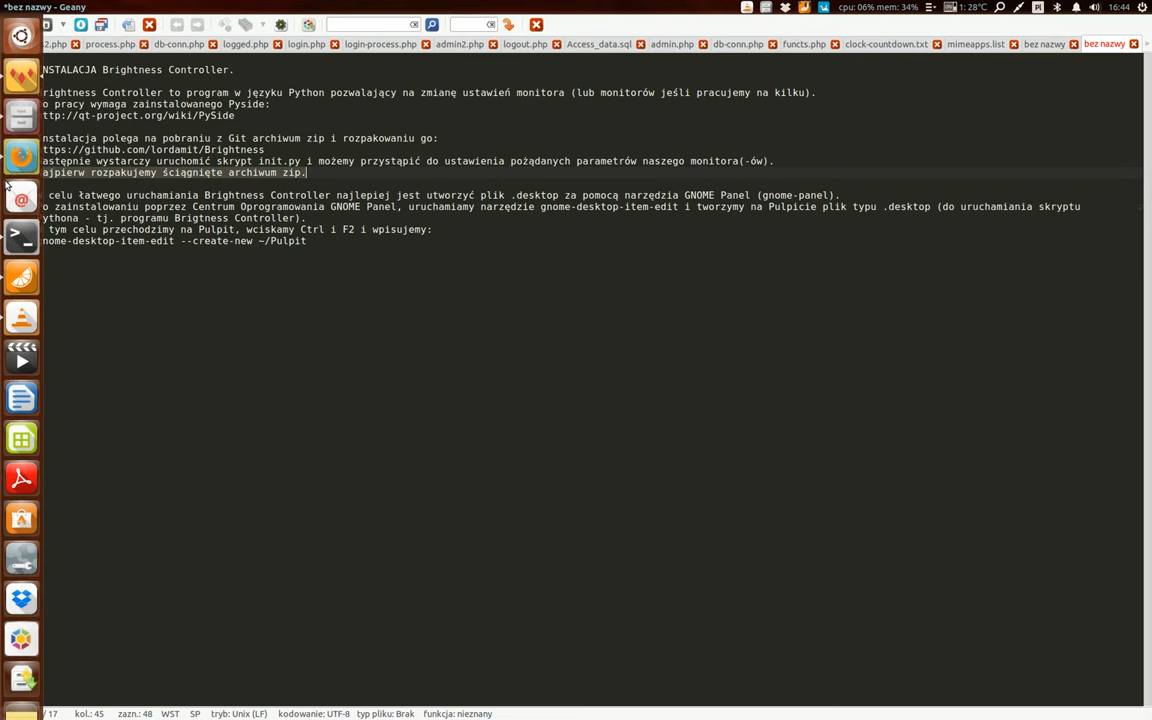 *bez nazwy - Geany
cpu: 06% mem: 34%
1: 28°C
Pl
16:44
2.php process.php db-conn.php logged.php login.php login-process.php admin2.php logout.php Access_data.sql admin.php db-conn.php functs.php clock-countdown.txt mimeapps.list bez nazwy bez nazwy
NSTALACJA Brightness Controller.
rightness Controller to program w języku Python pozwalający na zmianę ustawień monitora (lub monitorów jeśli pracujemy na kilku).
o pracy wymaga zainstalowanego Pyside:
ttp://qt-project.org/wiki/PySide
nstalacja polega na pobraniu z Git archiwum zip i rozpakowaniu go:
ttps://github.com/lordamit/Brightness
astępnie wystarczy uruchomić skrypt init.py i możemy przystąpić do ustawienia pożądanych parametrów naszego monitora(-ów).
ajpierw rozpakujemy ściągnięte archiwum zip.
celu łatwego uruchamiania Brightness Controller najlepiej jest utworzyć plik .desktop za pomocą narzędzia GNOME Panel (gnome-panel).
o zainstalowaniu poprzez Centrum Oprogramowania GNOME Panel, uruchamiamy narzędzie gnome-desktop-item-edit i tworzymy na Pulpicie plik typu .desktop (do uruchamiania skryptu
ythona - tj. programu Brigtness Controller).
tym celu przechodzimy na Pulpit, wciskamy Ctrl i F2 i wpisujemy:
nome-desktop-item-edit --create-new ~/Pulpit
/ 17 kol.: 45 zazn.: 48 WST SP tryb: Unix (LF) kodowanie: UTF-8 typ pliku: Brak funkcja: nieznany